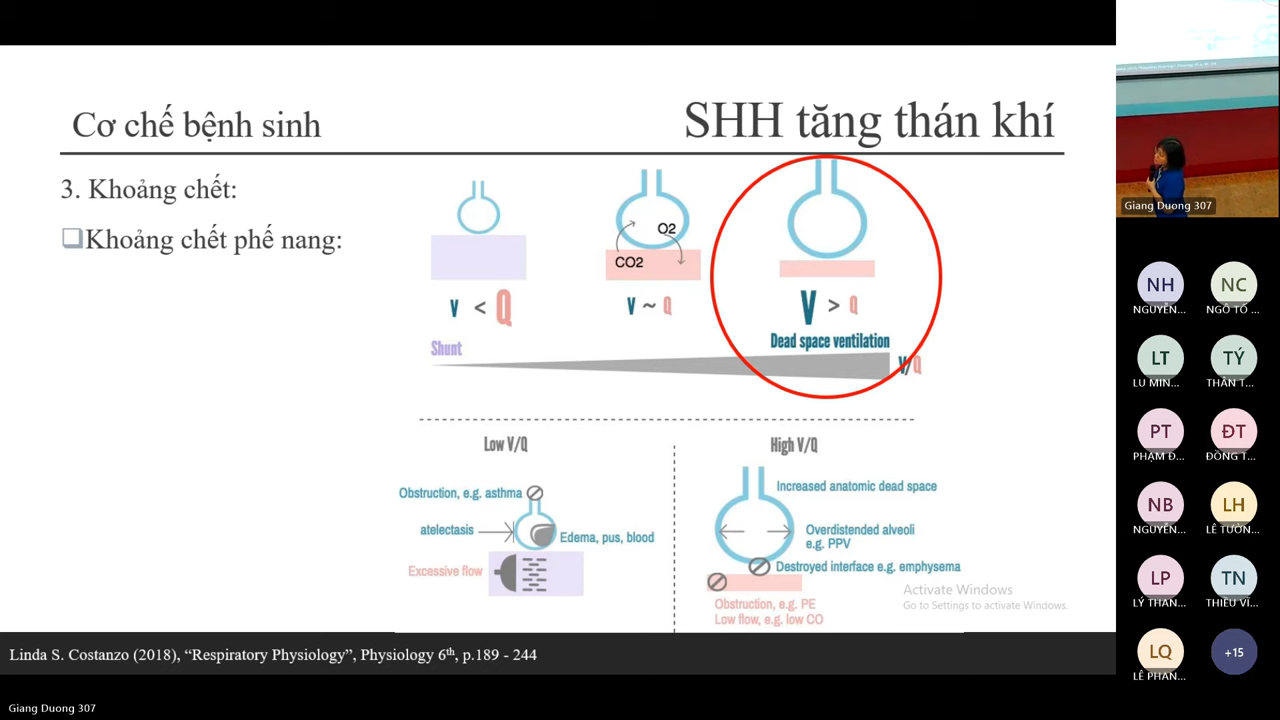 Cơ chế bệnh sinh
SHH tăng thán khí
3. Khoảng chết:
❑Khoảng chết phế nang:
O2
CO2
V < Q
V ~ Q
V > Q
Shunt
Dead space ventilation
V/Q
Low V/Q
High V/Q
Obstruction, e.g. asthma
atelectasis
Edema, pus, blood
Excessive flow
Increased anatomic dead space
Overdistended alveoli
e.g. PPV
Destroyed interface e.g. emphysema
Obstruction, e.g. PE
Low flow, e.g. low CO
Activate Windows
Go to Settings to activate Windows.
Linda S. Costanzo (2018), “Respiratory Physiology”, Physiology 6th, p.189 - 244
Giang Duong 307
Giang Duong 307
NH
NGUYỄN...
NC
NGÔ TỐ ...
LT
LU MIN...
TÝ
THÂN T...
PT
PHẠM Đ...
ĐT
ĐỒNG T...
NB
NGUYỄN...
LH
LÊ TƯỜN...
LP
LÝ THAN...
TN
THIỀU VĨ...
LQ
LÊ PHAN...
+15